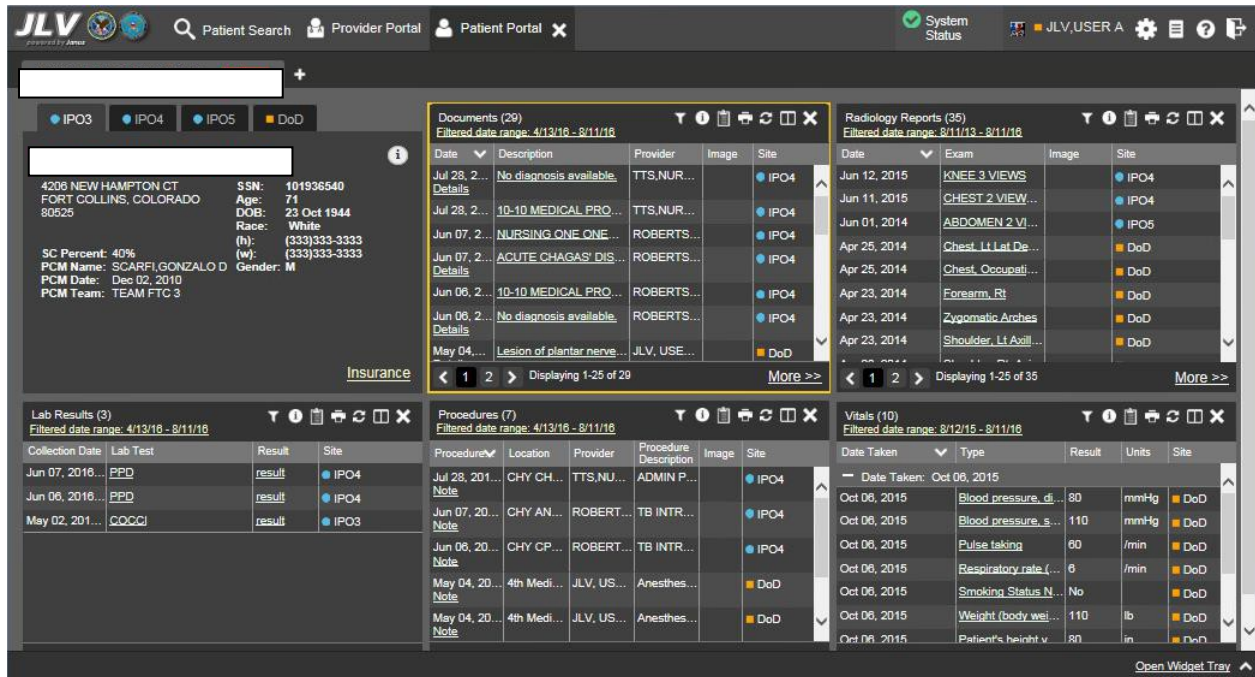 JLV
powered by Janus
Patient Search
Provider Portal
Patient Portal
System
Status
JLV,USER A
+
IPO3
IPO4
IPO5
DoD
4206 NEW HAMPTON CT
FORT COLLINS, COLORADO
80525
SSN: 101936540
Age: 71
DOB: 23 Oct 1944
Race: White
(h): (333)333-3333
(w): (333)333-3333
SC Percent: 40%
PCM Name: SCARFI,GONZALO D Gender: M
PCM Date: Dec 02, 2010
PCM Team: TEAM FTC 3
Insurance
Documents (29)
Filtered date range: 4/13/16 - 8/11/16
Date Description Provider Image Site
Jul 28, 2... No diagnosis available. TTS,NUR... IPO4
Details
Jul 28, 2... 10-10 MEDICAL PRO... TTS,NUR... IPO4
Jun 07, 2... NURSING ONE ONE... ROBERTS... IPO4
Jun 07, 2... ACUTE CHAGAS' DIS... ROBERTS... IPO4
Details
Jun 06, 2... 10-10 MEDICAL PRO... ROBERTS... IPO4
Jun 06, 2... No diagnosis available. ROBERTS... IPO4
Details
May 04,... Lesion of plantar nerve... JLV, USE... DoD
1 2 Displaying 1-25 of 29 More >>
Radiology Reports (35)
Filtered date range: 8/11/13 - 8/11/16
Date Exam Image Site
Jun 12, 2015 KNEE 3 VIEWS IPO4
Jun 11, 2015 CHEST 2 VIEW... IPO4
Jun 01, 2014 ABDOMEN 2 VI... IPO5
Apr 25, 2014 Chest, Lt Lat De... DoD
Apr 25, 2014 Chest, Occupati... DoD
Apr 23, 2014 Forearm, Rt DoD
Apr 23, 2014 Zygomatic Arches DoD
Apr 23, 2014 Shoulder, Lt Axill... DoD
1 2 Displaying 1-25 of 35 More >>
Lab Results (3)
Filtered date range: 4/13/16 - 8/11/16
Collection Date Lab Test Result Site
Jun 07, 2016... PPD result IPO4
Jun 06, 2016... PPD result IPO4
May 02, 201... COCCI result IPO3
Procedures (7)
Filtered date range: 4/13/16 - 8/11/16
Procedure Location Provider Procedure Description Image Site
Jul 28, 201... CHY CH... TTS,NU... ADMIN P... IPO4
Note
Jun 07, 20... CHY AN... ROBERT... TB INTR... IPO4
Note
Jun 06, 20... CHY CP... ROBERT... TB INTR... IPO4
Note
May 04, 20... 4th Medi... JLV, US... Anesthes... DoD
Note
May 04, 20... 4th Medi... JLV, US... Anesthes... DoD
Note
Vitals (10)
Filtered date range: 8/12/15 - 8/11/16
Date Taken Type Result Units Site
Date Taken: Oct 06, 2015
Oct 06, 2015 Blood pressure, di... 80 mmHg DoD
Oct 06, 2015 Blood pressure, s... 110 mmHg DoD
Oct 06, 2015 Pulse taking 60 /min DoD
Oct 06, 2015 Respiratory rate (... 6 /min DoD
Oct 06, 2015 Smoking Status N... No DoD
Oct 06, 2015 Weight (body wei... 110 lb DoD
Oct 06, 2015 Patient's height v... 80 in DoD
Open Widget Tray